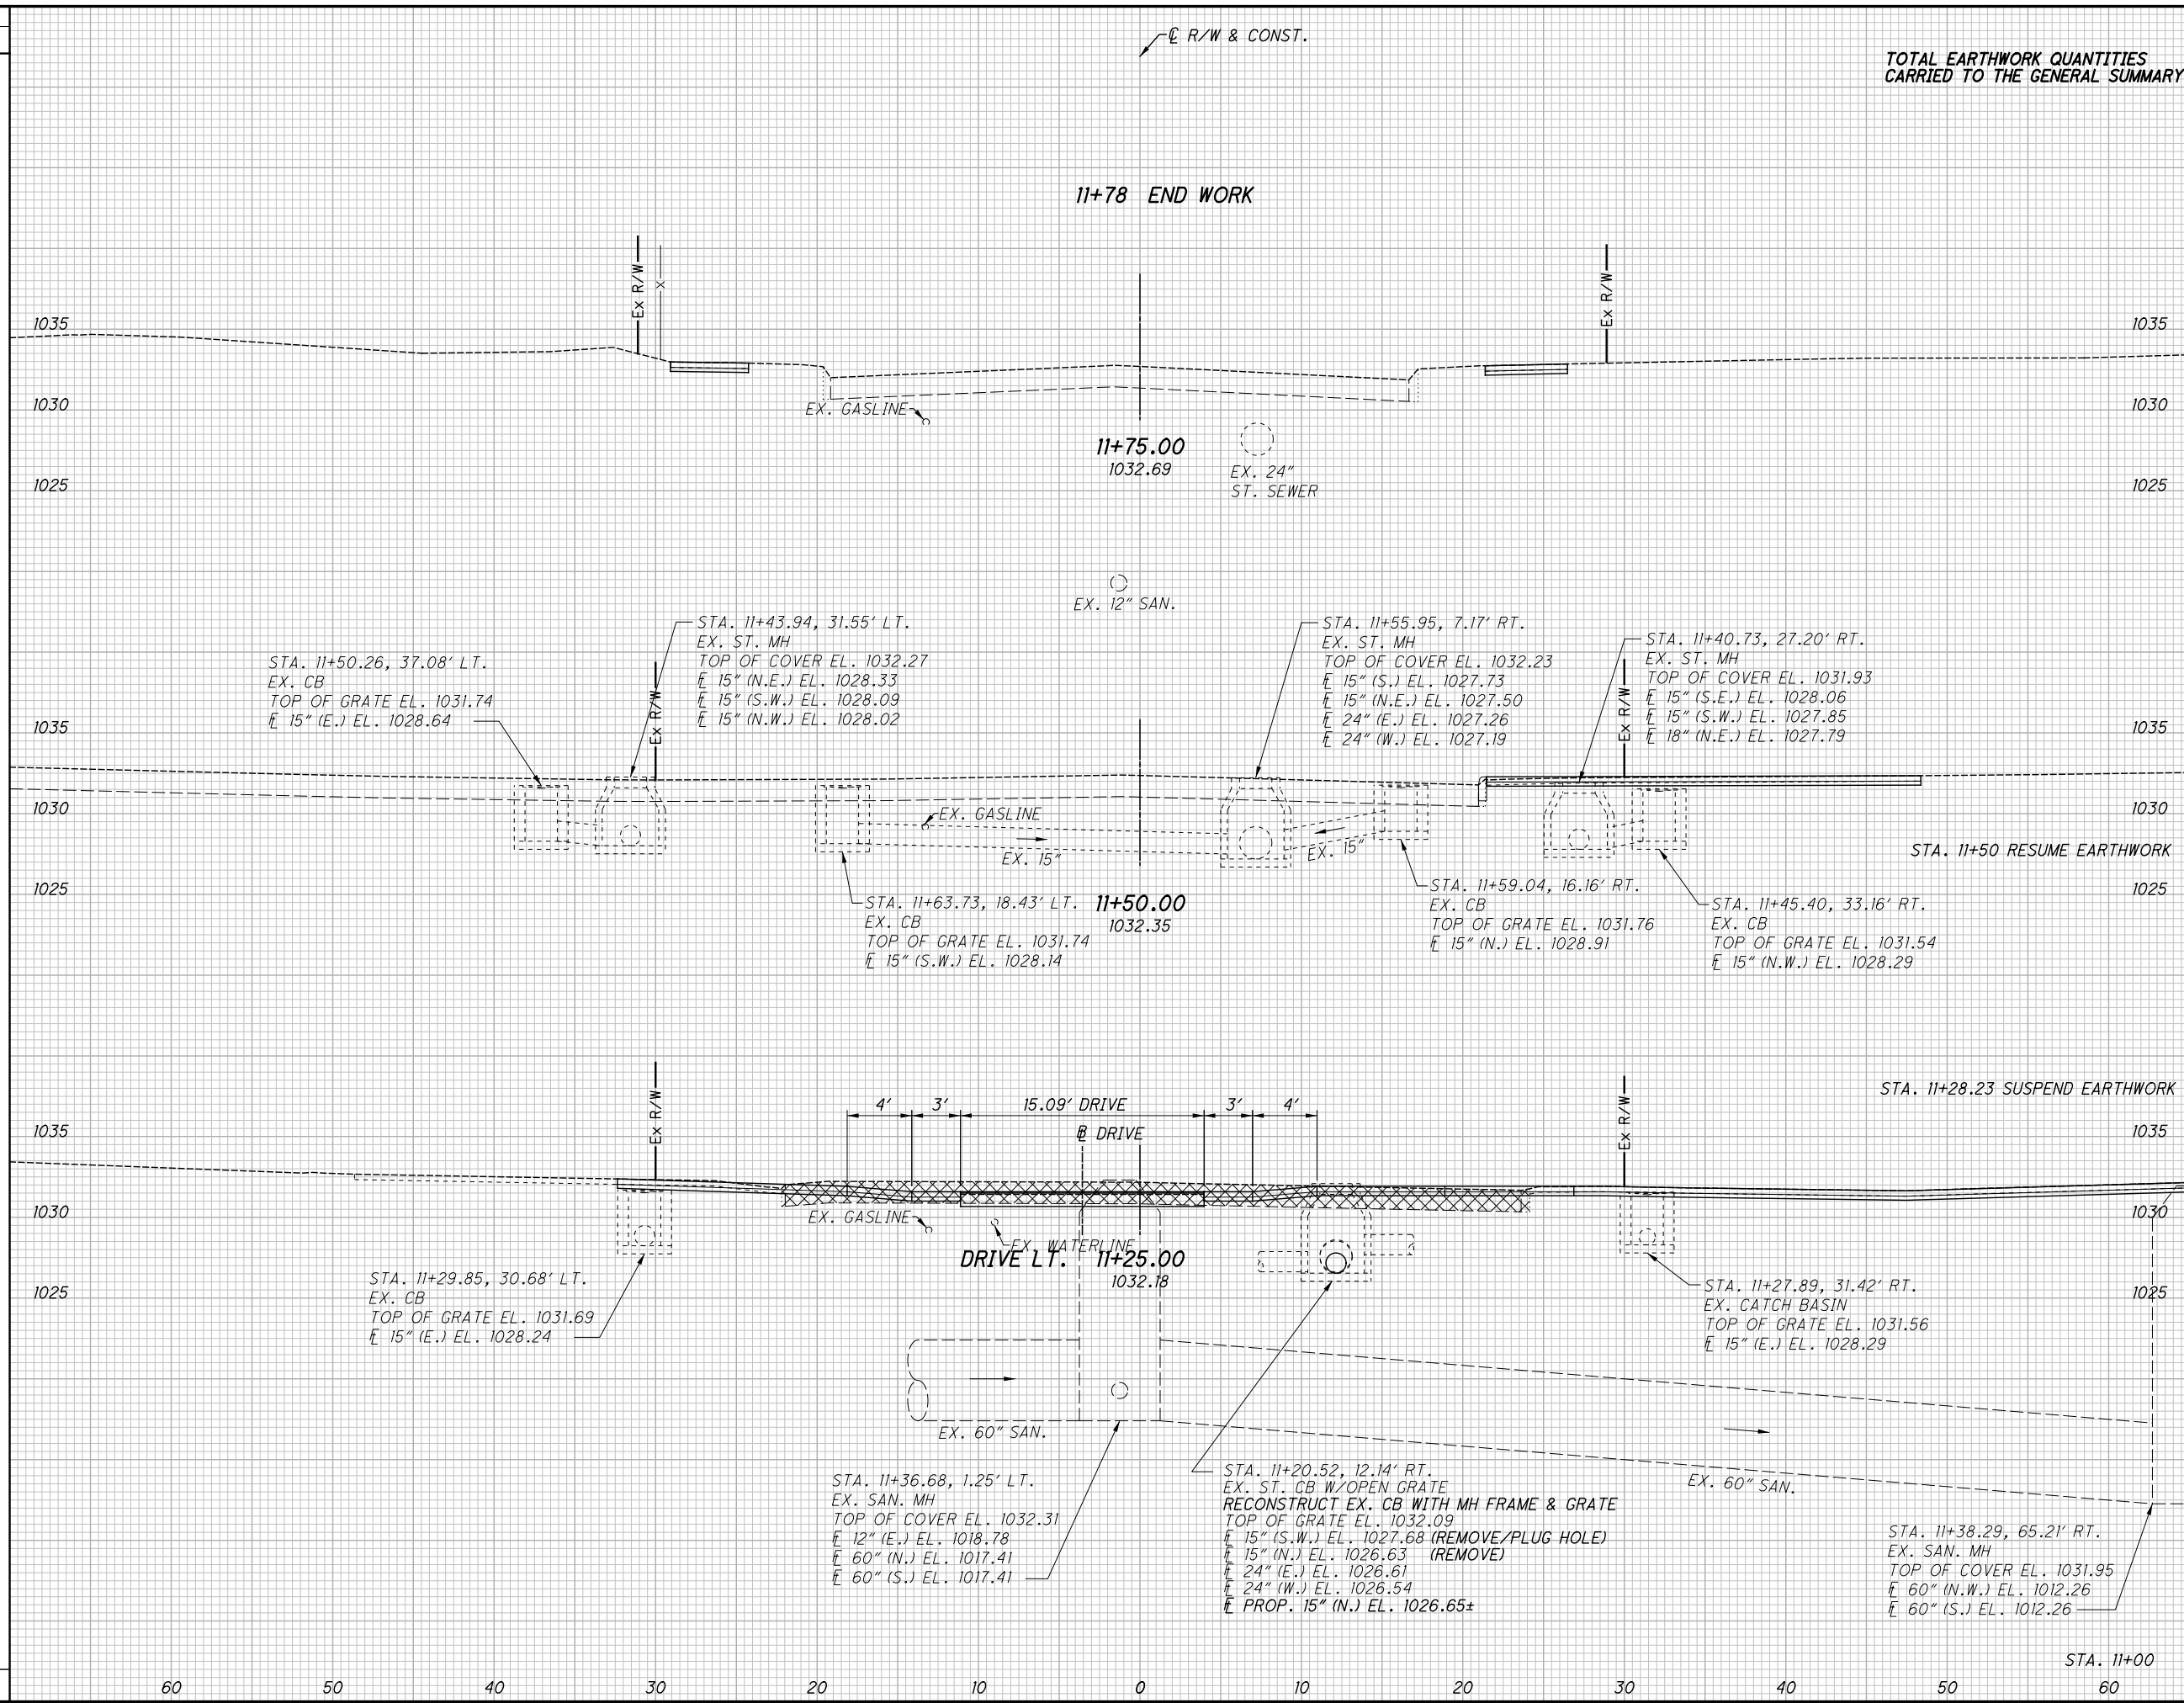 ℄ R/W & CONST.
TOTAL EARTHWORK QUANTITIES
CARRIED TO THE GENERAL SUMMARY
11+78 END WORK
Ex R/W
X
Ex R/W
1035
1035
1030
1030
EX. GASLINE
11+75.00
1032.69
EX. 24"
ST. SEWER
1025
1025
EX. 12" SAN.
STA. 11+50.26, 37.08' LT.
EX. CB
TOP OF GRATE EL. 1031.74
℄ 15" (E.) EL. 1028.64
STA. 11+43.94, 31.55' LT.
EX. ST. MH
TOP OF COVER EL. 1032.27
℄ 15" (N.E.) EL. 1028.33
℄ 15" (S.W.) EL. 1028.09
℄ 15" (N.W.) EL. 1028.02
Ex R/W
STA. 11+55.95, 7.17' RT.
EX. ST. MH
TOP OF COVER EL. 1032.23
℄ 15" (S.) EL. 1027.73
℄ 15" (N.E.) EL. 1027.50
℄ 24" (E.) EL. 1027.26
℄ 24" (W.) EL. 1027.19
STA. 11+40.73, 27.20' RT.
EX. ST. MH
TOP OF COVER EL. 1031.93
℄ 15" (S.E.) EL. 1028.06
℄ 15" (S.W.) EL. 1027.85
℄ 18" (N.E.) EL. 1027.79
Ex R/W
1035
1035
1030
1030
EX. GASLINE
EX. 15"
EX. 15"
STA. 11+50 RESUME EARTHWORK
1025
1025
STA. 11+63.73, 18.43' LT.
EX. CB
TOP OF GRATE EL. 1031.74
℄ 15" (S.W.) EL. 1028.14
11+50.00
1032.35
STA. 11+59.04, 16.16' RT.
EX. CB
TOP OF GRATE EL. 1031.76
℄ 15" (N.) EL. 1028.91
STA. 11+45.40, 33.16' RT.
EX. CB
TOP OF GRATE EL. 1031.54
℄ 15" (N.W.) EL. 1028.29
STA. 11+28.23 SUSPEND EARTHWORK
Ex R/W
4' 3' 15.09' DRIVE 3' 4'
Ex R/W
1035
DRIVE
1035
1030
1030
EX. GASLINE
EX. WATERLINE
DRIVE LT. 11+25.00
1032.18
1025
1025
STA. 11+29.85, 30.68' LT.
EX. CB
TOP OF GRATE EL. 1031.69
℄ 15" (E.) EL. 1028.24
STA. 11+27.89, 31.42' RT.
EX. CATCH BASIN
TOP OF GRATE EL. 1031.56
℄ 15" (E.) EL. 1028.29
EX. 60" SAN.
EX. 60" SAN.
STA. 11+36.68, 1.25' LT.
EX. SAN. MH
TOP OF COVER EL. 1032.31
℄ 12" (E.) EL. 1018.78
℄ 60" (N.) EL. 1017.41
℄ 60" (S.) EL. 1017.41
STA. 11+20.52, 12.14' RT.
EX. ST. CB W/OPEN GRATE
RECONSTRUCT EX. CB WITH MH FRAME & GRATE
TOP OF GRATE EL. 1032.09
℄ 15" (S.W.) EL. 1027.68 (REMOVE/PLUG HOLE)
℄ 15" (N.) EL. 1026.63 (REMOVE)
℄ 24" (E.) EL. 1026.61
℄ 24" (W.) EL. 1026.54
℄ PROP. 15" (N.) EL. 1026.65±
STA. 11+38.29, 65.21' RT.
EX. SAN. MH
TOP OF COVER EL. 1031.95
℄ 60" (N.W.) EL. 1012.26
℄ 60" (S.) EL. 1012.26
STA. 11+00
60 50 40 30 20 10 0 10 20 30 40 50 60